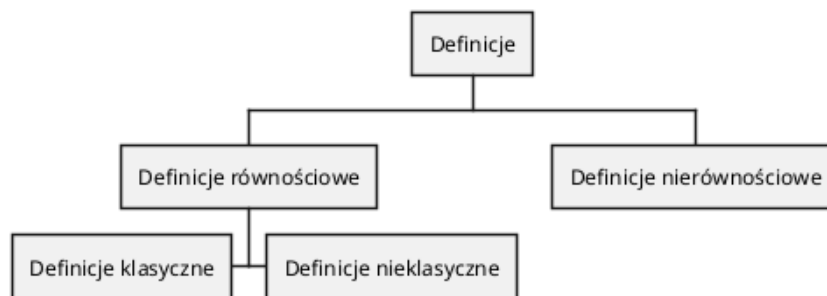 Definicje
Definicje równościowe
Definicje nierównościowe
Definicje klasyczne
Definicje nieklasyczne